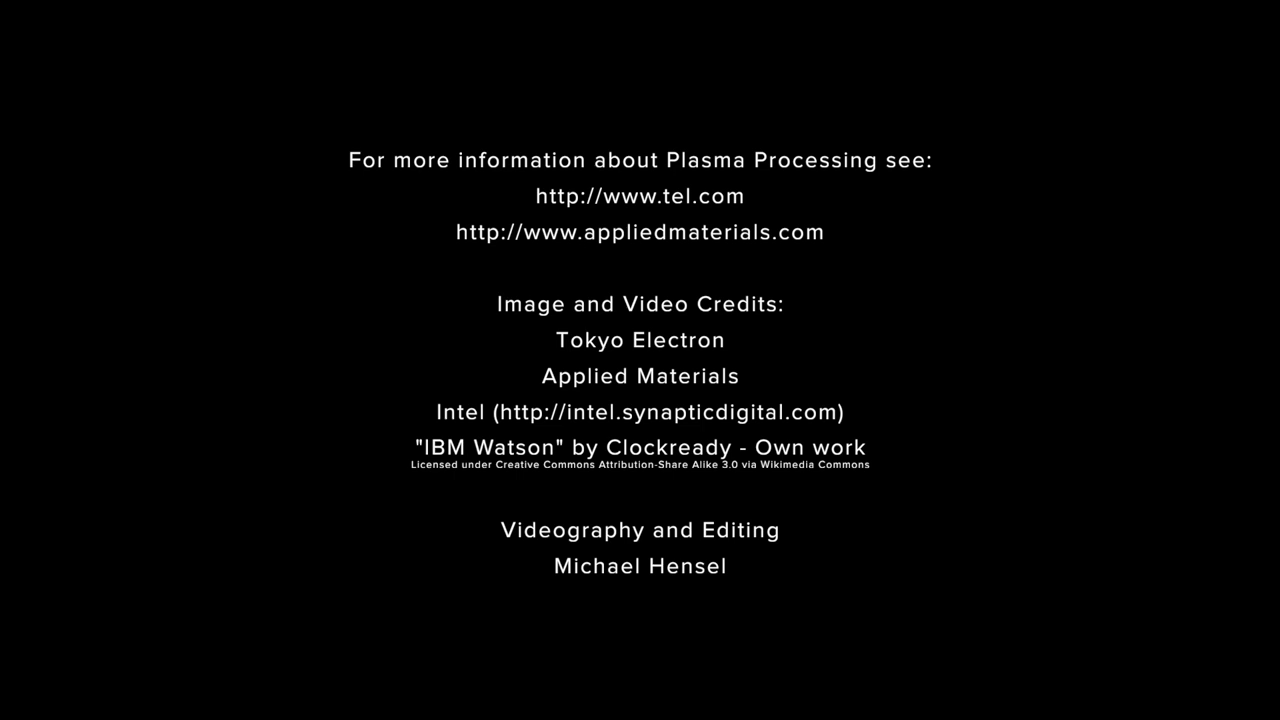 For more information about Plasma Processing see:
http://www.tel.com
http://www.appliedmaterials.com
Image and Video Credits:
Tokyo Electron
Applied Materials
Intel (http://intel.synapticdigital.com)
"IBM Watson" by Clockready - Own work
Licensed under Creative Commons Attribution-Share Alike 3.0 via Wikimedia Commons
Videography and Editing
Michael Hensel